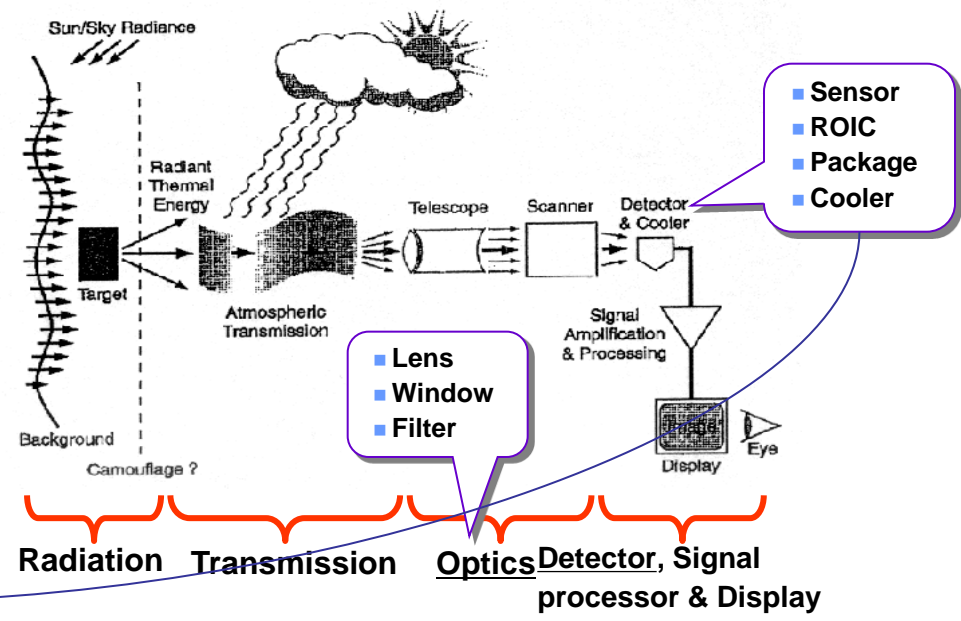 Sun/Sky Radiance
Sensor
ROIC
Package
Cooler
Radiant
Thermal
Energy
Telescope
Scanner
Detector
& Cooler
Target
Atmospheric
Transmission
Signal
Amplification
& Processing
Lens
Window
Filter
Image
Eye
Display
Background
Camouflage ?
Radiation
Transmission
Optics
Detector, Signal
processor & Display